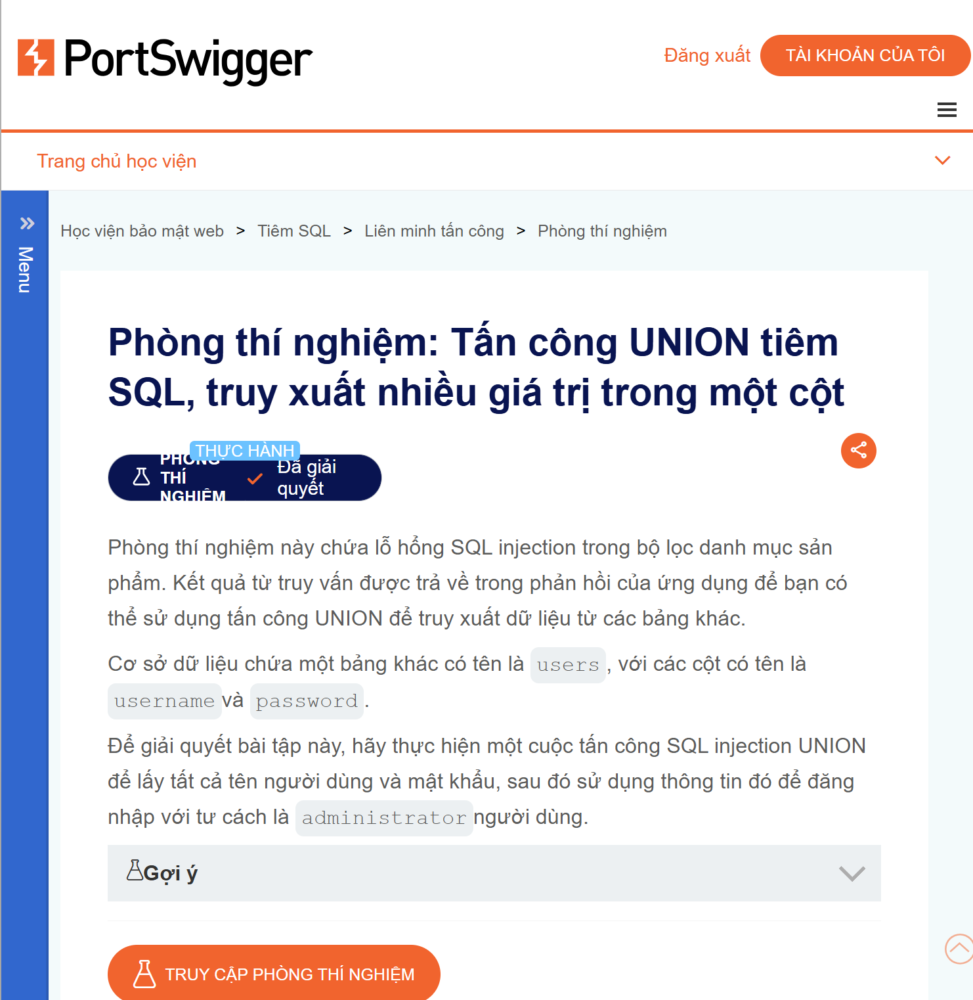 PortSwigger
Đăng xuất
TÀI KHOẢN CỦA TÔI
Trang chủ học viện
Menu
Học viện bảo mật web > Tiêm SQL > Liên minh tấn công > Phòng thí nghiệm
Phòng thí nghiệm: Tấn công UNION tiêm
SQL, truy xuất nhiều giá trị trong một cột
THỰC HÀNH
PHÒNG
THÍ
NGHIỆM
Đã giải
quyết
Phòng thí nghiệm này chứa lỗ hổng SQL injection trong bộ lọc danh mục sản
phẩm. Kết quả từ truy vấn được trả về trong phản hồi của ứng dụng để bạn có
thể sử dụng tấn công UNION để truy xuất dữ liệu từ các bảng khác.
Cơ sở dữ liệu chứa một bảng khác có tên là users, với các cột có tên là
username và password.
Để giải quyết bài tập này, hãy thực hiện một cuộc tấn công SQL injection UNION
để lấy tất cả tên người dùng và mật khẩu, sau đó sử dụng thông tin đó để đăng
nhập với tư cách là administrator người dùng.
Gợi ý
TRUY CẬP PHÒNG THÍ NGHIỆM